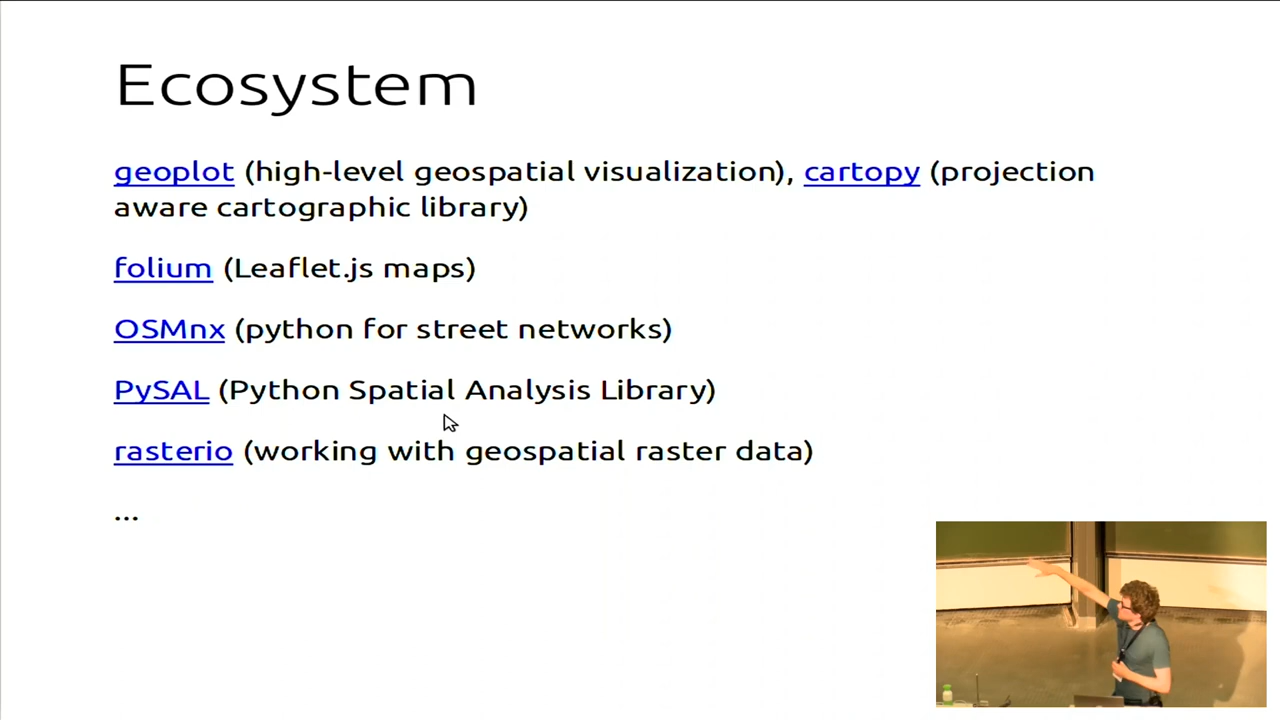 Ecosystem
geoplot (high-level geospatial visualization), cartopy (projection
aware cartographic library)
folium (Leaflet.js maps)
OSMnx (python for street networks)
PySAL (Python Spatial Analysis Library)
rasterio (working with geospatial raster data)
...